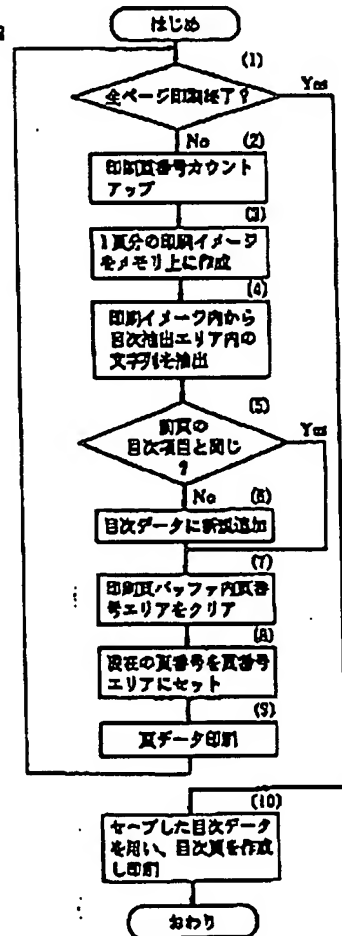 はじめ
(1)
全ページ印刷終了?
Yes
No
(2)
印刷頁番号カウント
アップ
(3)
1頁分の印刷イメージ
をメモリ上に作成
(4)
印刷イメージ内から
目次抽出エリア内の
文字列を抽出
(5)
前頁の
目次項目と同じ
?
Yes
No
(6)
目次データに新規追加
(7)
印刷頁バッファ内頁番
号エリアをクリア
(8)
現在の頁番号を頁番号
エリアにセット
(9)
頁データ印刷
(10)
セーブした目次データ
を用い、目次頁を作成
し印刷
おわり